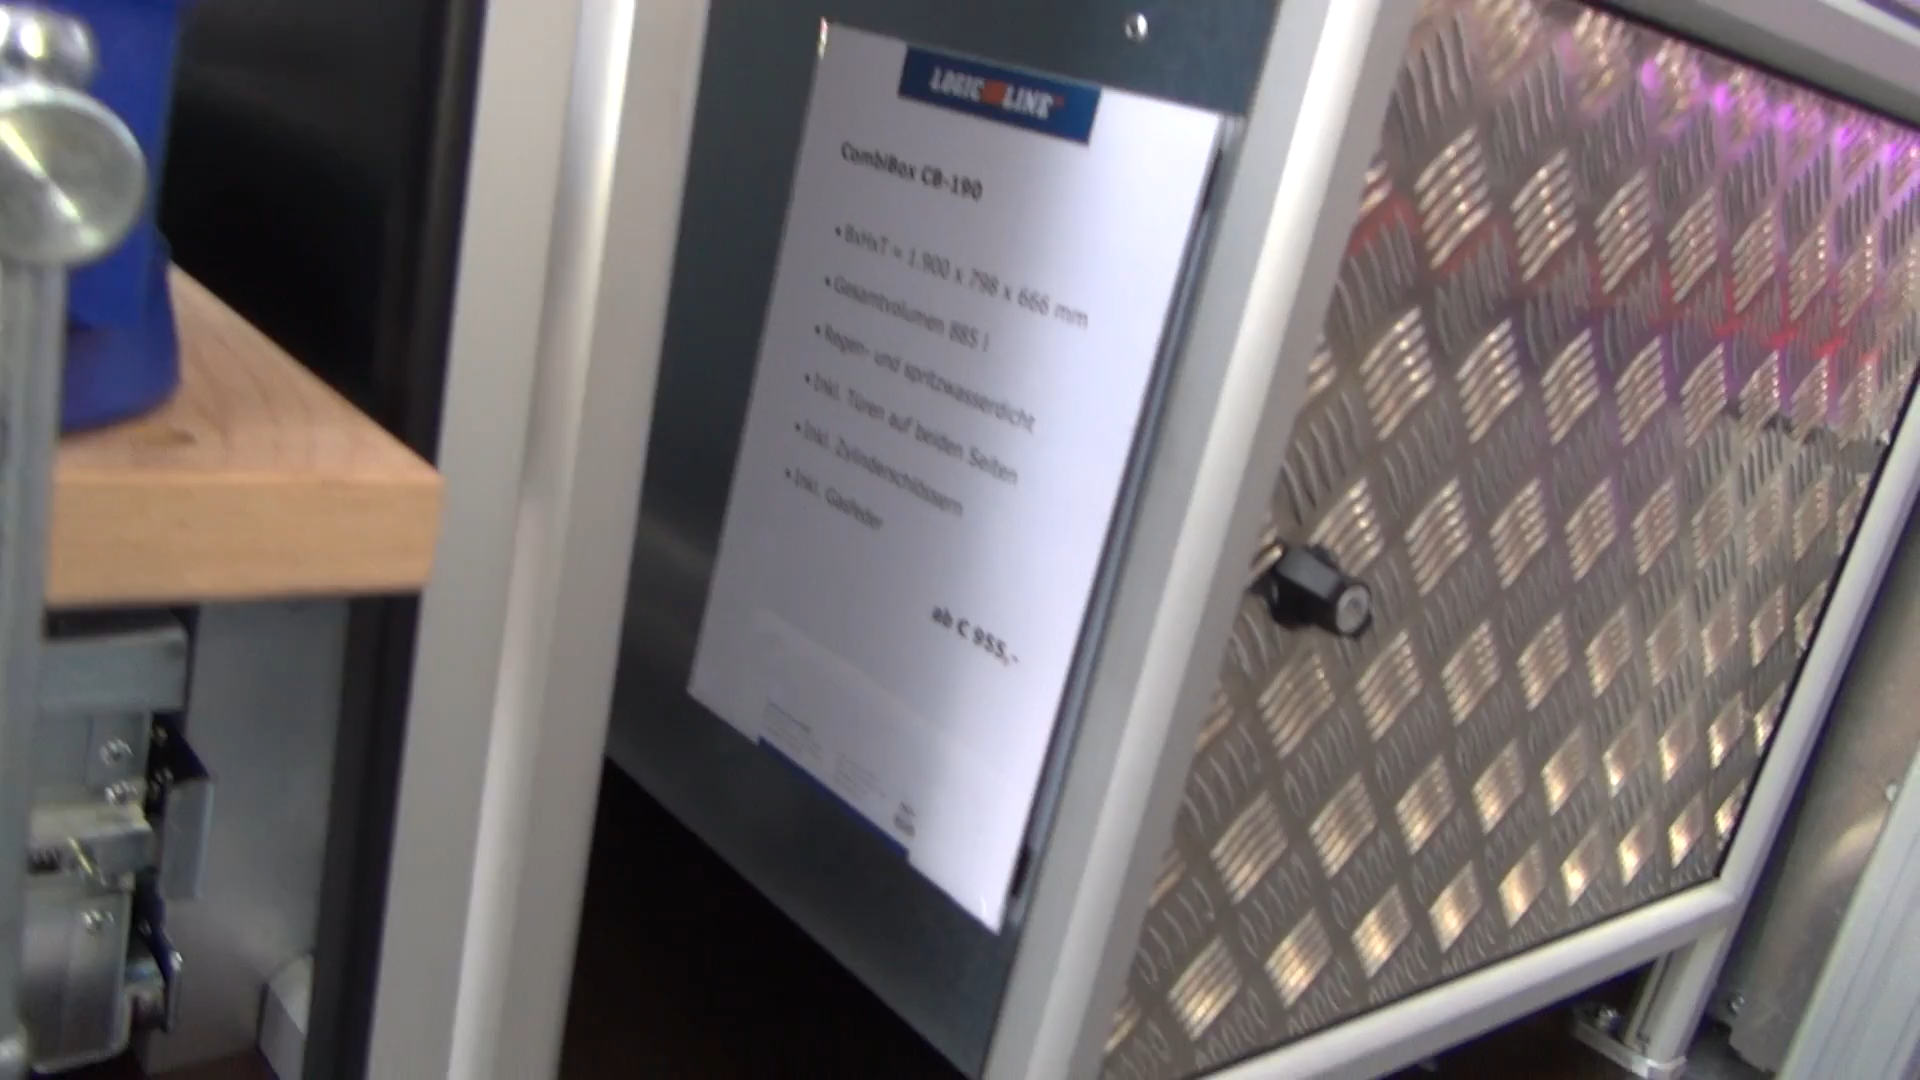 LOGIC LINE
CombiBox CB-190
• BxHxT = 1.900 x 798 x 666 mm
• Gesamtvolumen 885 l
• Regen- und spritzwasserdicht
• Inkl. Türen auf beiden Seiten
• Inkl. Zylinderschlössern
• Inkl. Gasfeder
ab € 955,-